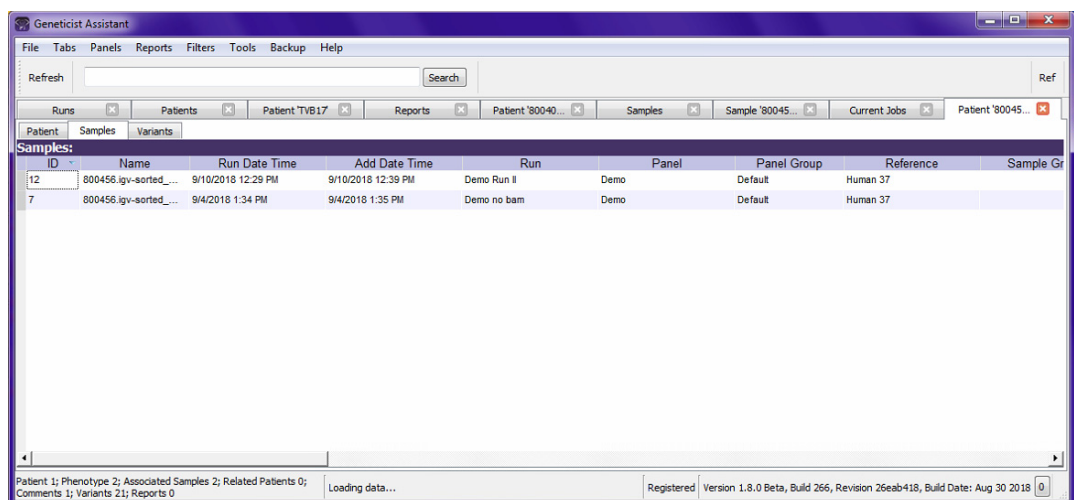 Geneticist Assistant
File Tabs Panels Reports Filters Tools Backup Help
Refresh Search Ref
Runs Patients Patient 'TVB17' Reports Patient '80040... Samples Sample '80045... Current Jobs Patient '80045...
Patient Samples Variants
Samples:
ID Name Run Date Time Add Date Time Run Panel Panel Group Reference Sample Gr
12 800456.igv-sorted_... 9/10/2018 12:29 PM 9/10/2018 12:39 PM Demo Run II Demo Default Human 37
7 800456.igv-sorted_... 9/4/2018 1:34 PM 9/4/2018 1:35 PM Demo no bam Demo Default Human 37
Patient 1; Phenotype 2; Associated Samples 2; Related Patients 0;
Comments 1; Variants 21; Reports 0
Loading data...
Registered Version 1.8.0 Beta, Build 266, Revision 26eab418, Build Date: Aug 30 2018 0